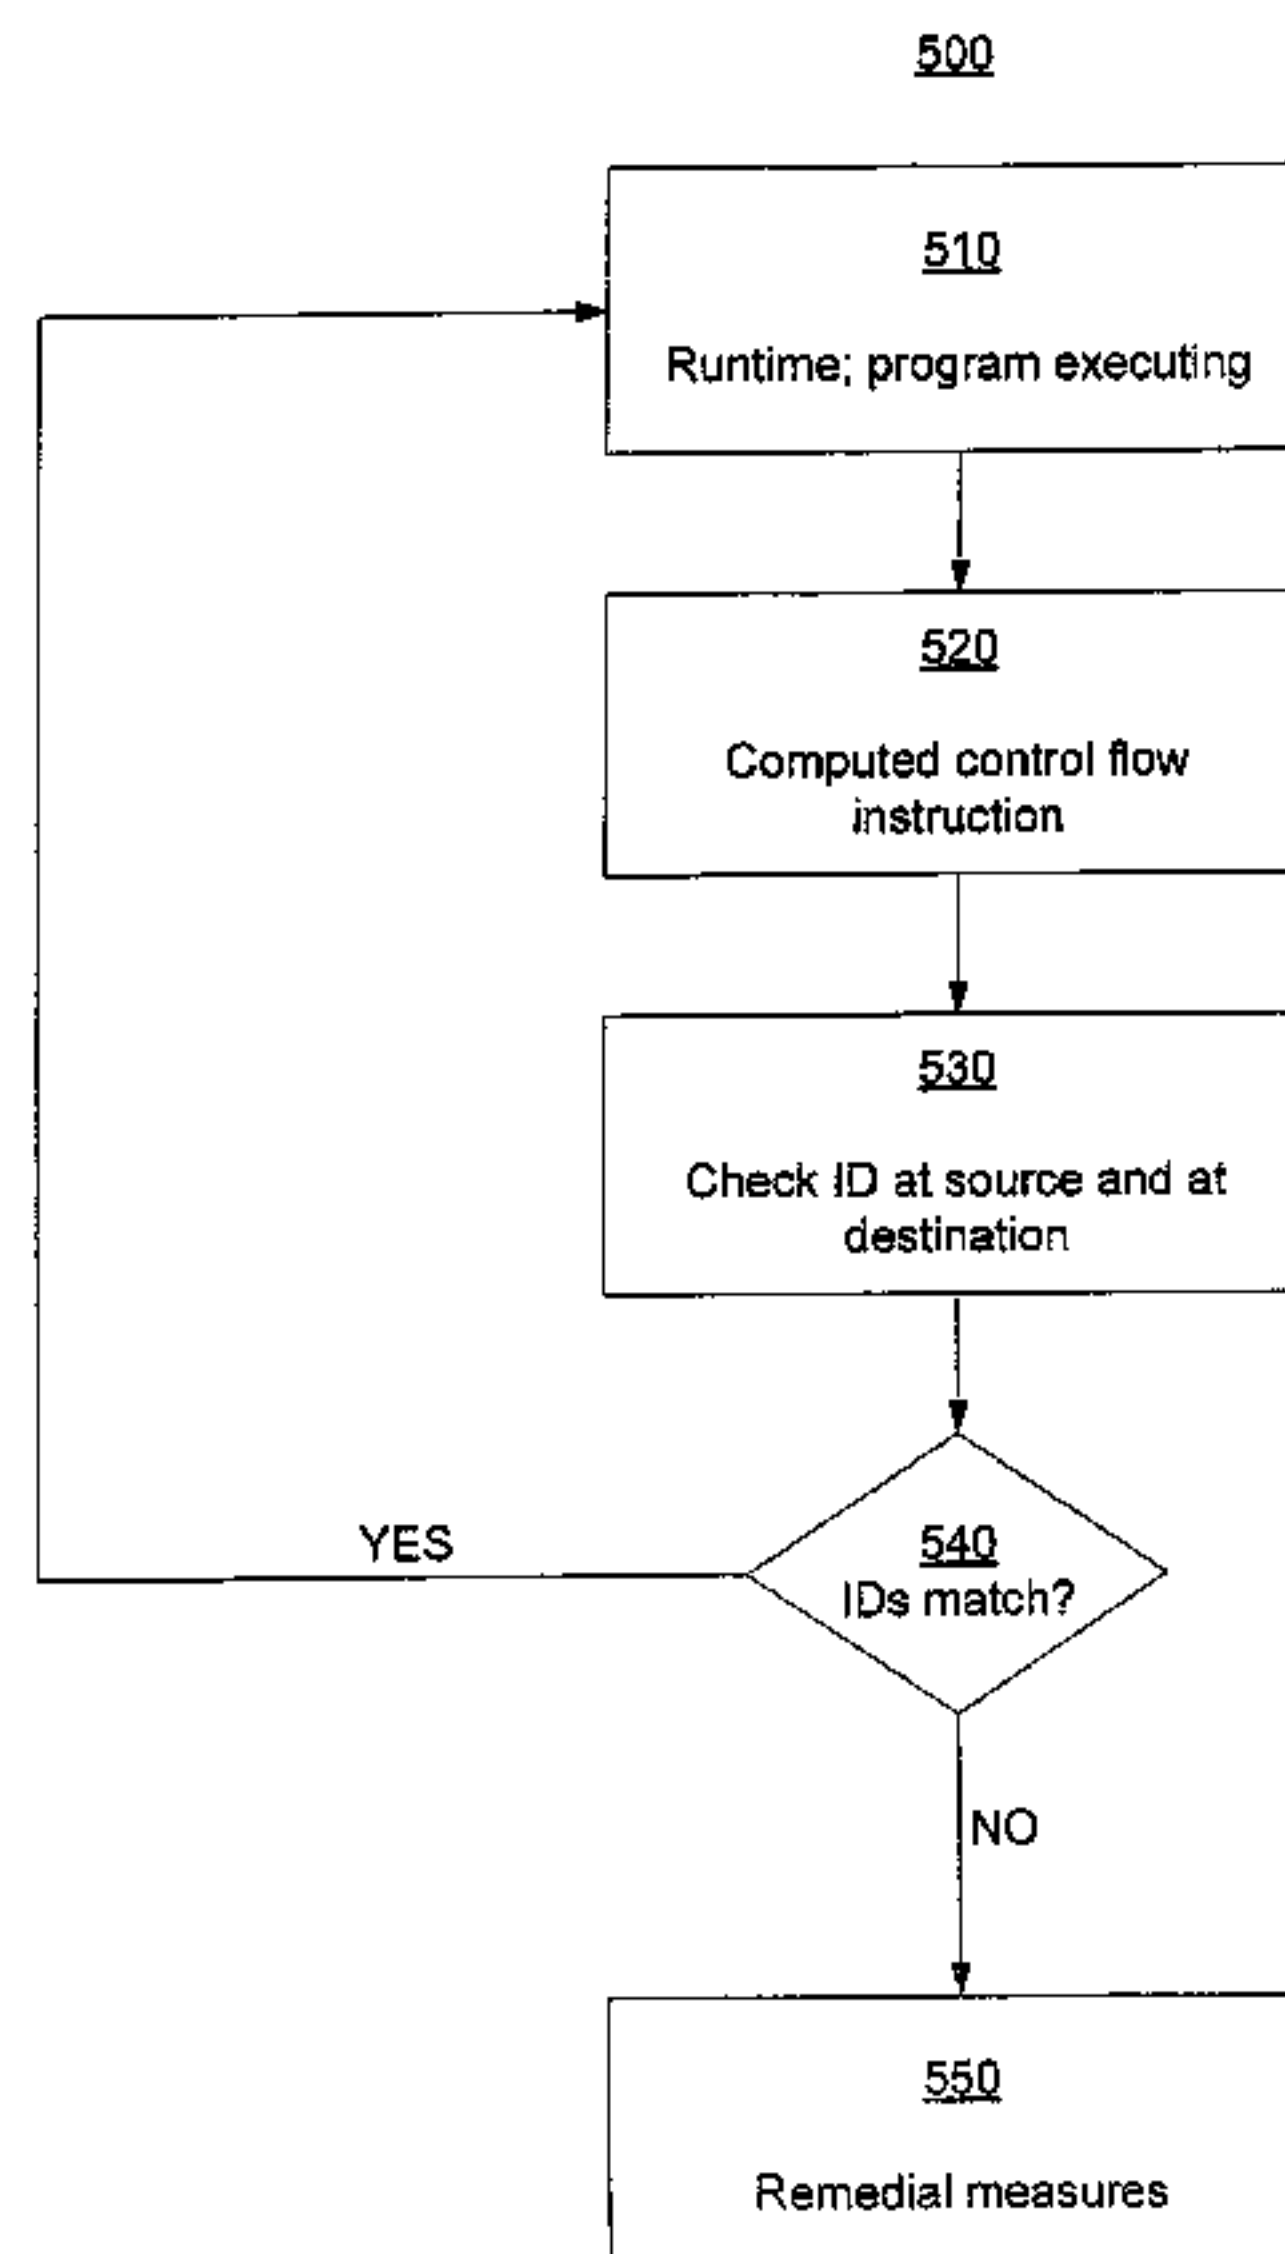 500
510
Runtime; program executing
520
Computed control flow
instruction
530
Check ID at source and at
destination
540
IDs match?
YES
NO
550
Remedial measures